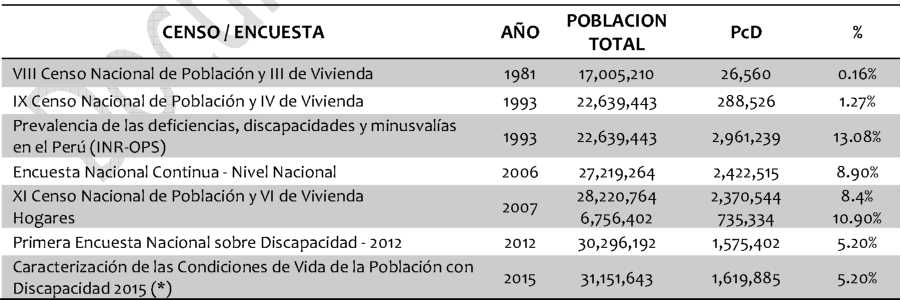 CENSO / ENCUESTA AÑO POBLACION TOTAL PcD %
VIII Censo Nacional de Población y III de Vivienda 1981 17,005,210 26,560 0.16%
IX Censo Nacional de Población y IV de Vivienda 1993 22,639,443 288,526 1.27%
Prevalencia de las deficiencias, discapacidades y minusvalías
en el Perú (INR-OPS) 1993 22,639,443 2,961,239 13.08%
Encuesta Nacional Continua - Nivel Nacional 2006 27,219,264 2,422,515 8.90%
XI Censo Nacional de Población y VI de Vivienda 2007 28,220,764 2,370,544 8.4%
Hogares 6,756,402 735,334 10.90%
Primera Encuesta Nacional sobre Discapacidad - 2012 2012 30,296,192 1,575,402 5.20%
Caracterización de las Condiciones de Vida de la Población con
Discapacidad 2015 (*) 2015 31,151,643 1,619,885 5.20%